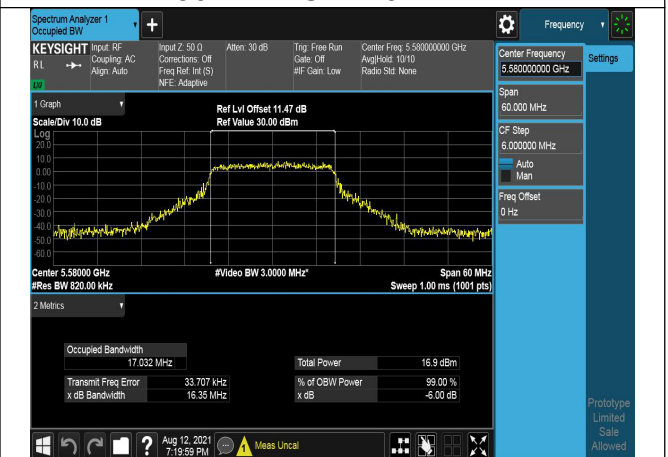 Spectrum Analyzer 1
Occupied BW
+
Frequency
KEYSIGHT
RL
Input: RF
Coupling: AC
Align: Auto
Input Z: 50 Ω
Corrections: Off
Freq Ref: Int (S)
NFE: Adaptive
Atten: 30 dB
Trig: Free Run
Gate: Off
#IF Gain: Low
Center Freq: 5.580000000 GHz
Avg|Hold: 10/10
Radio Std: None
Center Frequency
5.580000000 GHz
Settings
Span
60.000 MHz
CF Step
6.000000 MHz
Auto
Man
Freq Offset
0 Hz
1 Graph
Scale/Div 10.0 dB
Ref Lvl Offset 11.47 dB
Ref Value 30.00 dBm
Log
20.0
10.0
0.00
-10.0
-20.0
-30.0
-40.0
-50.0
-60.0
Center 5.58000 GHz
#Video BW 3.0000 MHz*
Span 60 MHz
#Res BW 820.00 kHz
Sweep 1.00 ms (1001 pts)
2 Metrics
Occupied Bandwidth
17.032 MHz
Total Power 16.9 dBm
Transmit Freq Error 33.707 kHz
% of OBW Power 99.00 %
x dB Bandwidth 16.35 MHz
x dB -6.00 dB
Prototype
Limited
Sale
Allowed
?
Aug 12, 2021
7:19:59 PM
Meas Uncal